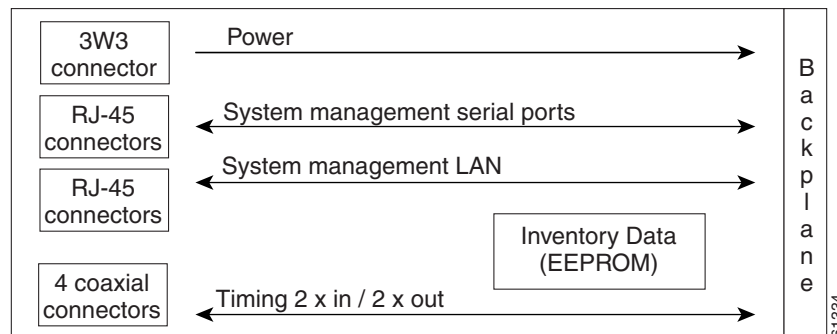 3W3
connector
Power
RJ-45
connectors
System management serial ports
RJ-45
connectors
System management LAN
Inventory Data
(EEPROM)
4 coaxial
connectors
Timing 2 x in / 2 x out
Backplane